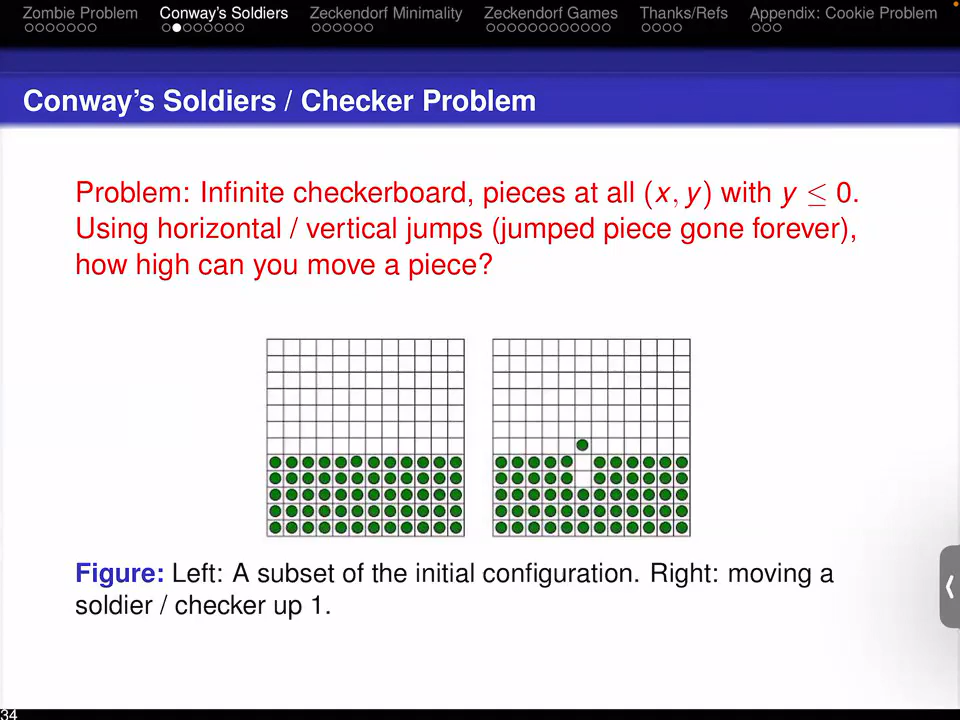 Zombie Problem Conway's Soldiers Zeckendorf Minimality Zeckendorf Games Thanks/Refs Appendix: Cookie Problem
Conway's Soldiers / Checker Problem
Problem: Infinite checkerboard, pieces at all (x, y) with y ≤ 0.
Using horizontal / vertical jumps (jumped piece gone forever),
how high can you move a piece?
Figure: Left: A subset of the initial configuration. Right: moving a
soldier / checker up 1.
34